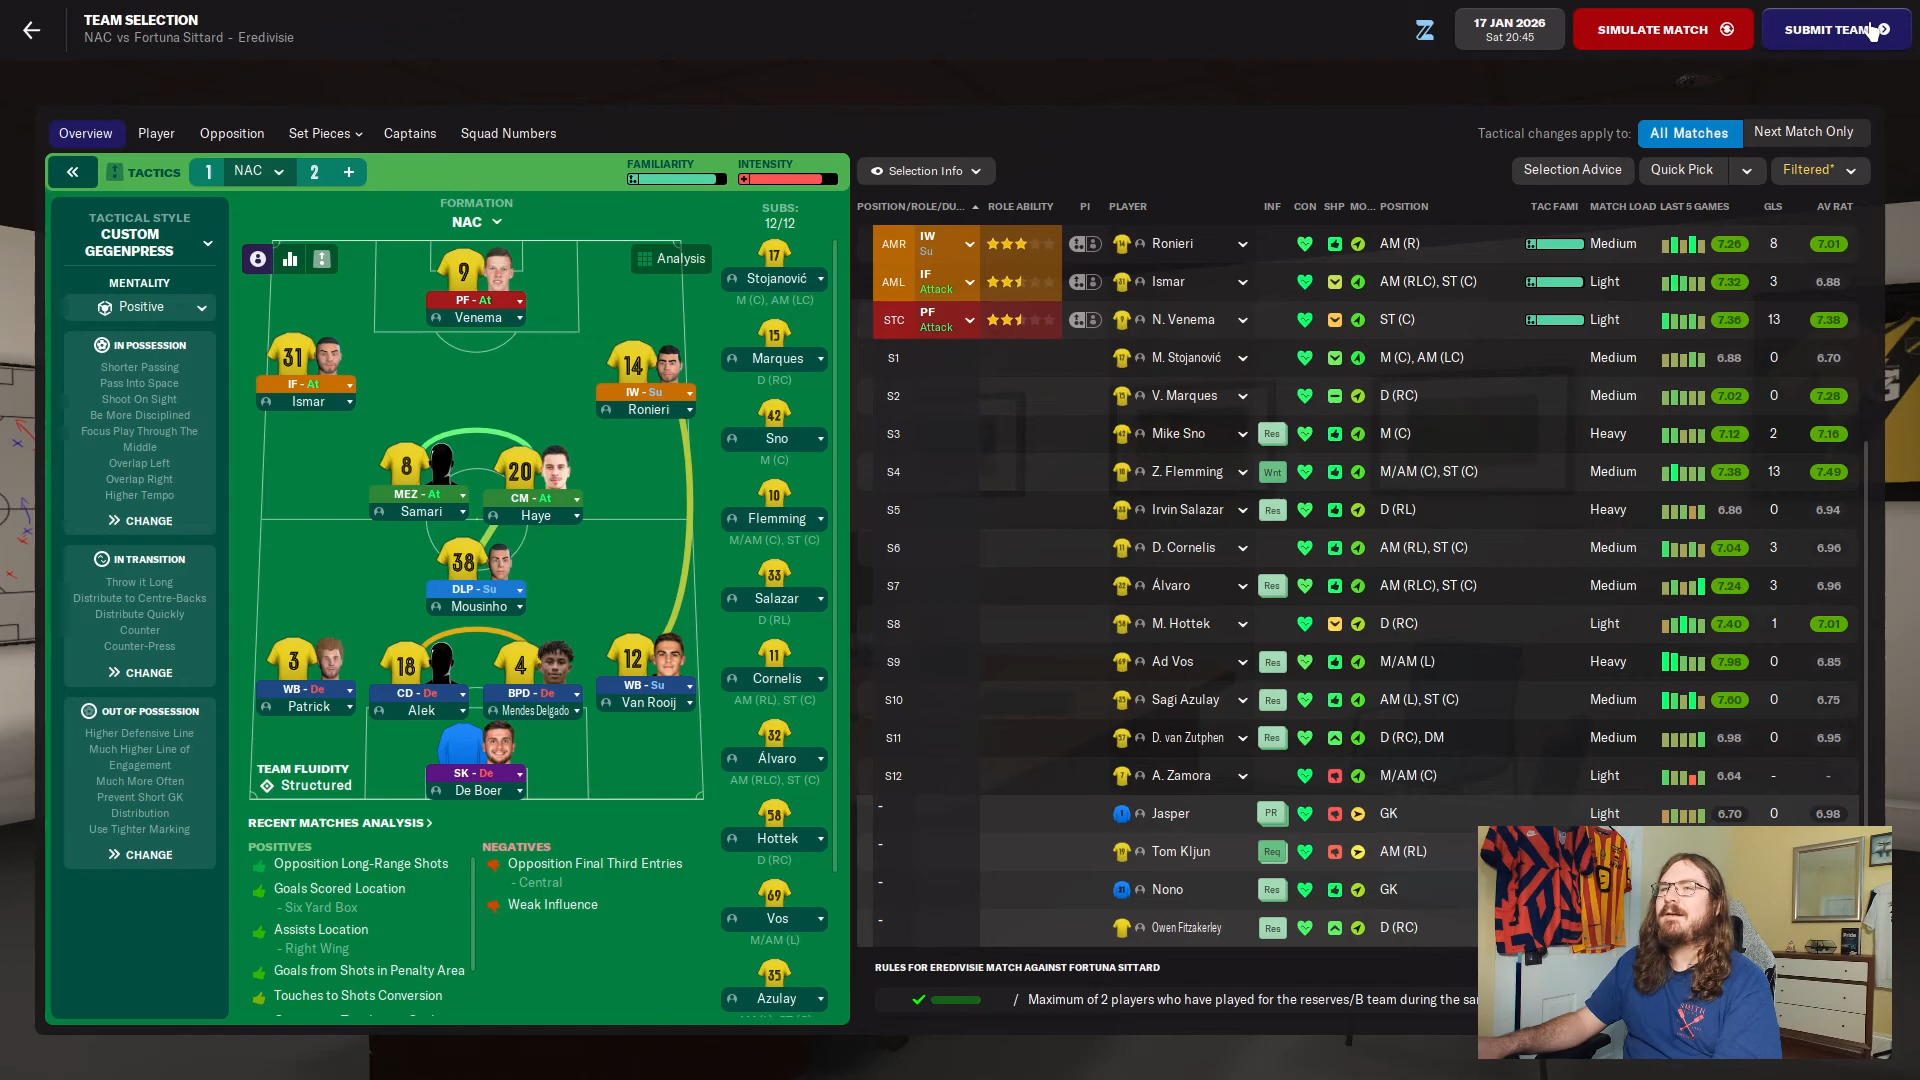 TEAM SELECTION
NAC vs Fortuna Sittard - Eredivisie
17 JAN 2026
Sat 20:45
SIMULATE MATCH
SUBMIT TEAM
Overview Player Opposition Set Pieces Captains Squad Numbers
Tactical changes apply to: All Matches Next Match Only
TACTICS 1 NAC 2 +
FAMILIARITY INTENSITY
Selection Info
Selection Advice Quick Pick Filtered*
TACTICAL STYLE
CUSTOM
GEGENPRESS
MENTALITY
Positive
IN POSSESSION
Shorter Passing
Pass Into Space
Shoot On Sight
Be More Disciplined
Focus Play Through The
Middle
Overlap Left
Overlap Right
Higher Tempo
CHANGE
IN TRANSITION
Throw it Long
Distribute to Centre-Backs
Distribute Quickly
Counter
Counter-Press
CHANGE
OUT OF POSSESSION
Higher Defensive Line
Much Higher Line of
Engagement
Much More Often
Prevent Short GK
Distribution
Use Tighter Marking
CHANGE
FORMATION
NAC
Analysis
9
PF - At
Venema
31
IF - At
Ismar
14
IW - Su
Ronieri
8
MEZ - At
Samari
20
CM - At
Haye
38
DLP - Su
Mousinho
3
WB - De
Patrick
18
CD - De
Alek
4
BPD - De
Mendes Delgado
12
WB - Su
Van Rooij
SK - De
De Boer
TEAM FLUIDITY
Structured
SUBS:
12/12
17
Stojanović
M (C), AM (LC)
15
Marques
D (RC)
42
Sno
M (C)
10
Flemming
M/AM (C), ST (C)
33
Salazar
D (RL)
11
Cornelis
AM (RL), ST (C)
32
Álvaro
AM (RLC), ST (C)
58
Hottek
D (RC)
69
Vos
M/AM (L)
35
Azulay
RECENT MATCHES ANALYSIS >
POSITIVES
Opposition Long-Range Shots
Goals Scored Location
- Six Yard Box
Assists Location
- Right Wing
Goals from Shots in Penalty Area
Touches to Shots Conversion
NEGATIVES
Opposition Final Third Entries
- Central
Weak Influence
POSITION/ROLE/DU... ROLE ABILITY PI PLAYER INF CON SHP MO... POSITION TAC FAMI MATCH LOAD LAST 5 GAMES GLS AV RAT
AMR IW Su Ronieri AM (R) Medium 7.26 8 7.01
AML IF Attack Ismar AM (RLC), ST (C) Light 7.32 3 6.88
STC PF Attack N. Venema ST (C) Light 7.36 13 7.38
S1 M. Stojanović M (C), AM (LC) Medium 6.88 0 6.70
S2 V. Marques D (RC) Medium 7.02 0 7.28
S3 Mike Sno Res M (C) Heavy 7.12 2 7.16
S4 Z. Flemming Wnt M/AM (C), ST (C) Medium 7.38 13 7.49
S5 Irvin Salazar Res D (RL) Heavy 6.86 0 6.94
S6 D. Cornelis AM (RL), ST (C) Medium 7.04 3 6.96
S7 Álvaro Res AM (RLC), ST (C) Medium 7.24 3 6.96
S8 M. Hottek D (RC) Light 7.40 1 7.01
S9 Ad Vos Res M/AM (L) Heavy 7.98 0 6.85
S10 Sagi Azulay Res AM (L), ST (C) Medium 7.60 0 6.75
S11 D. van Zutphen Res D (RC), DM Medium 6.98 0 6.95
S12 A. Zamora M/AM (C) Light 6.64 - -
- Jasper PR GK Light 6.70 0 6.98
- Tom Kljun Req AM (RL)
- Nono Res GK
- Owen Fitzakerley Res D (RC)
RULES FOR EREDIVISIE MATCH AGAINST FORTUNA SITTARD
/ Maximum of 2 players who have played for the reserves/B team during the
Pride